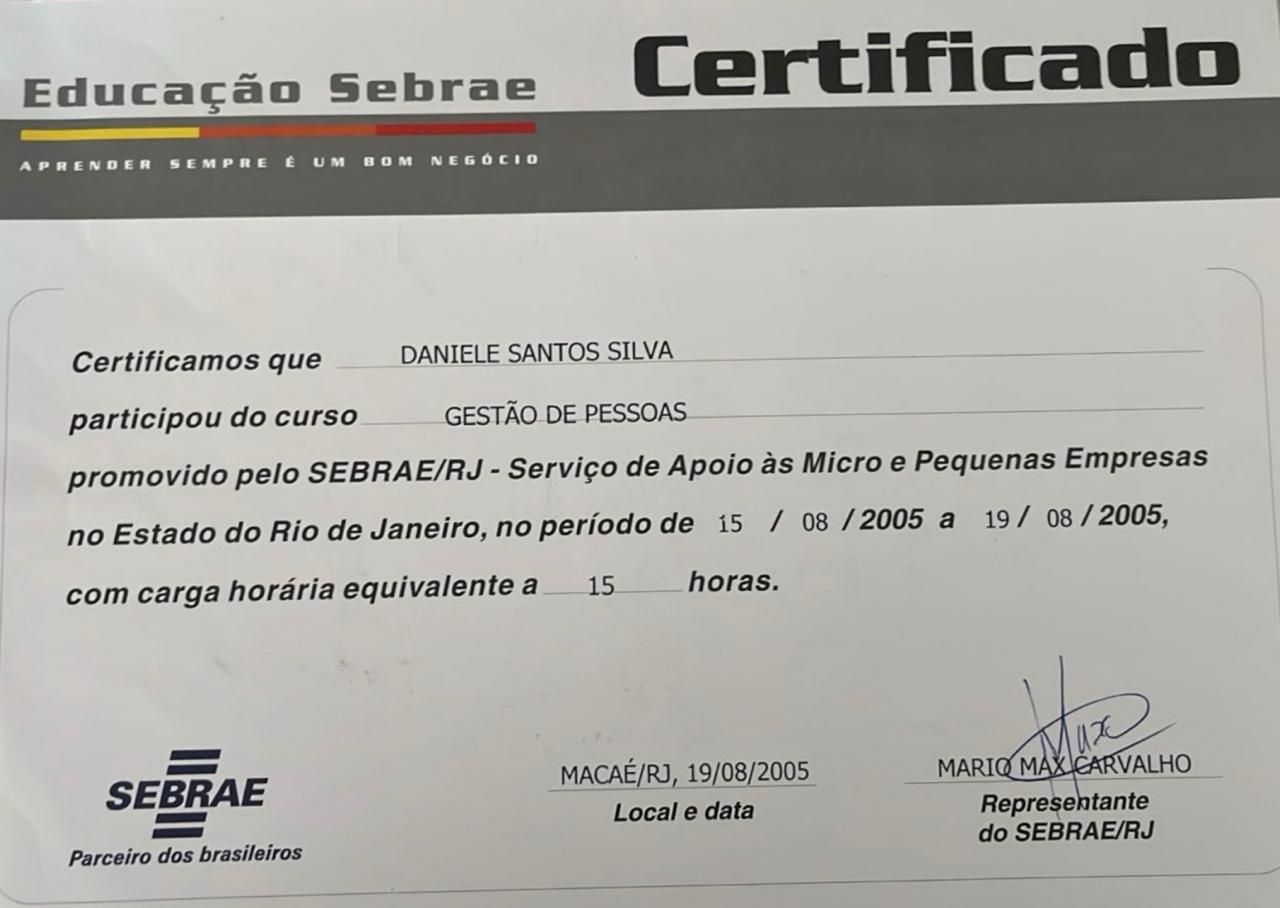 Educação Sebrae
Certificado
APRENDER SEMPRE É UM BOM NEGÓCIO
Certificamos que DANIELE SANTOS SILVA
participou do curso GESTÃO DE PESSOAS
promovido pelo SEBRAE/RJ - Serviço de Apoio às Micro e Pequenas Empresas
no Estado do Rio de Janeiro, no período de 15 / 08 / 2005 a 19 / 08 / 2005,
com carga horária equivalente a 15 horas.
SEBRAE
Parceiro dos brasileiros
MACAÉ/RJ, 19/08/2005
Local e data
Max
MARIO MAX CARVALHO
Representante
do SEBRAE/RJ